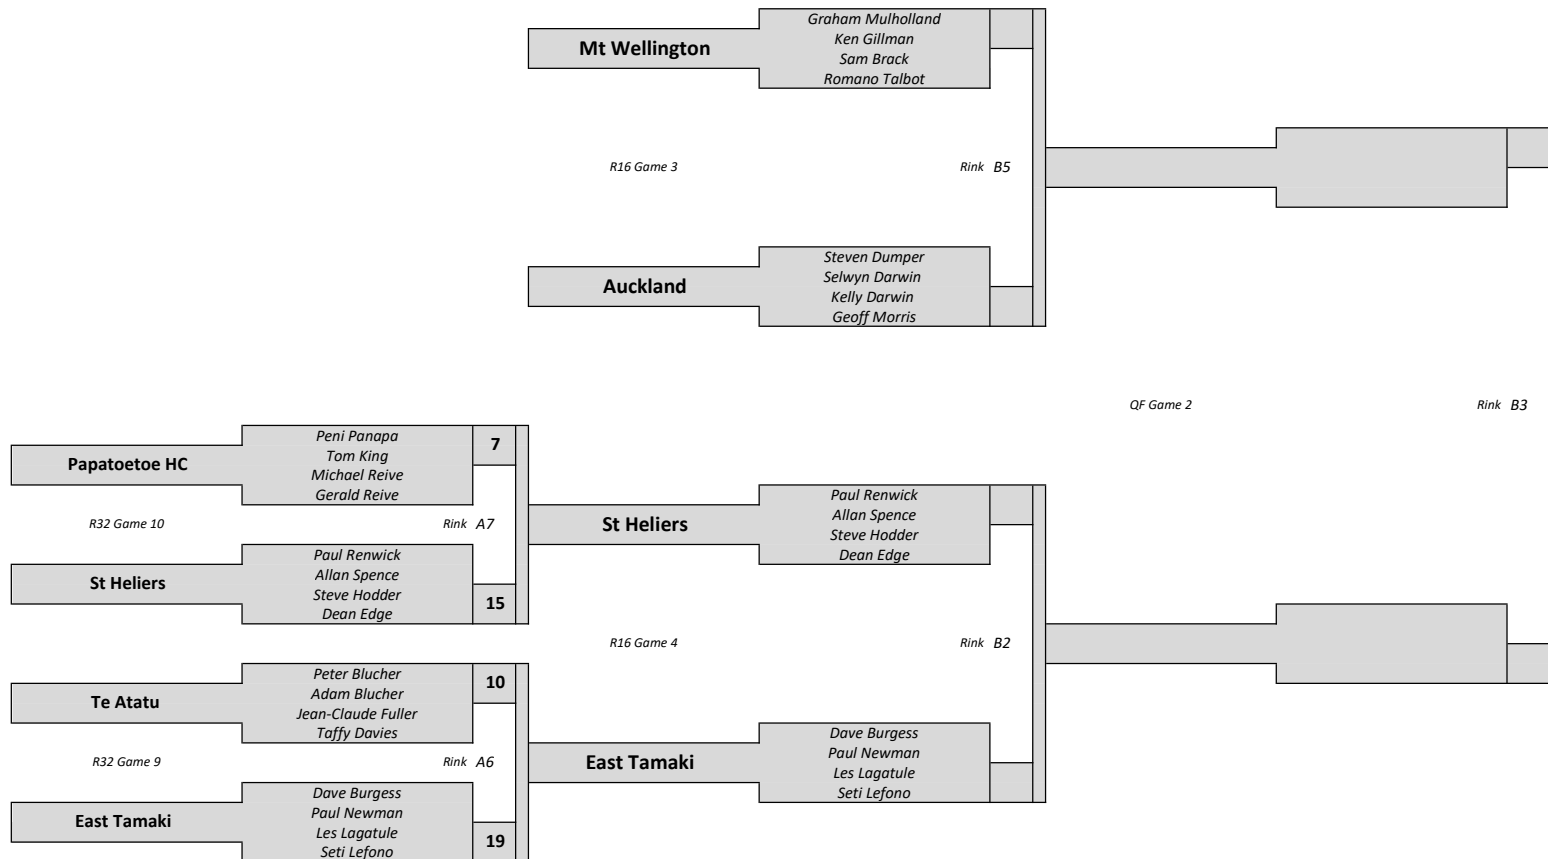 Graham Mulholland
Mt Wellington
Ken Gillman
Sam Brack
Romano Talbot
R16 Game 3
Rink B5
Auckland
Steven Dumper
Selwyn Darwin
Kelly Darwin
Geoff Morris
QF Game 2
Rink B3
Papatoetoe HC
Peni Panapa
Tom King
Michael Reive
Gerald Reive
7
R32 Game 10
Rink A7
St Heliers
Paul Renwick
Allan Spence
Steve Hodder
Dean Edge
15
St Heliers
Paul Renwick
Allan Spence
Steve Hodder
Dean Edge
R16 Game 4
Rink B2
Te Atatu
Peter Blucher
Adam Blucher
Jean-Claude Fuller
Taffy Davies
10
R32 Game 9
Rink A6
East Tamaki
Dave Burgess
Paul Newman
Les Lagatule
Seti Lefono
19
East Tamaki
Dave Burgess
Paul Newman
Les Lagatule
Seti Lefono